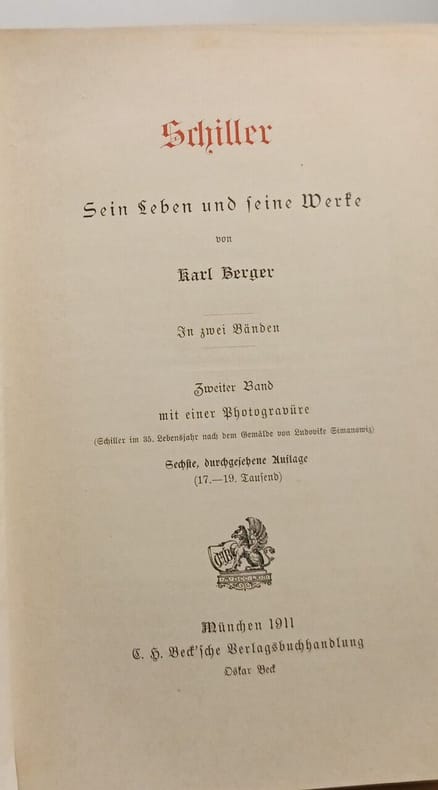 Schiller
Sein Leben und seine Werke
von
Karl Berger
In zwei Bänden
Zweiter Band
mit einer Photogravüre
(Schiller im 35. Lebensjahr nach dem Gemälde von Ludovike Simanowiz)
Sechste, durchgesehene Auflage
(17.—19. Tausend)
CHB
MDCCLXIII
München 1911
C. H. Beck'sche Verlagsbuchhandlung
Oskar Beck